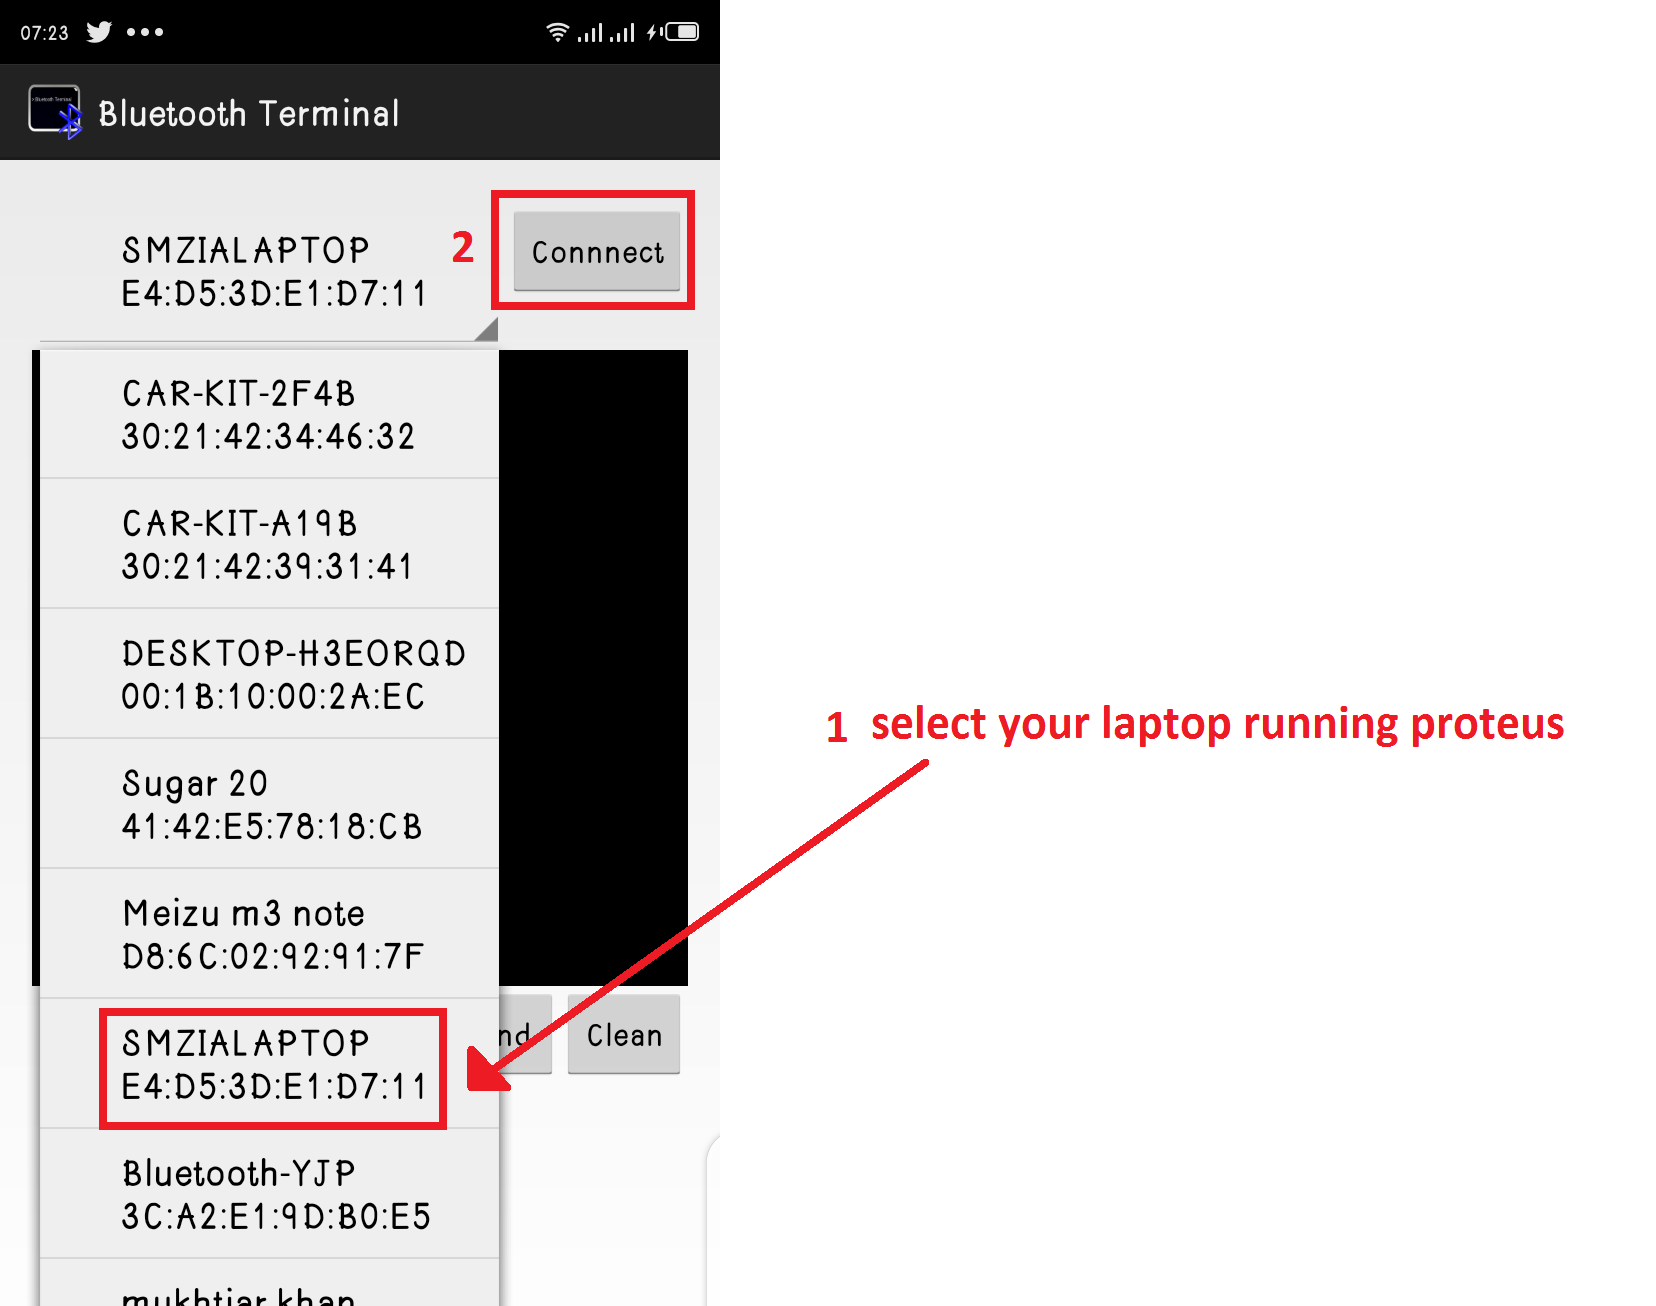 07:23
Bluetooth Terminal
SMZIALAPTOP
E4:D5:3D:E1:D7:11
2
Connnect
CAR-KIT-2F4B
30:21:42:34:46:32
CAR-KIT-A19B
30:21:42:39:31:41
DESKTOP-H3EORQD
00:1B:10:00:2A:EC
Sugar 20
41:42:E5:78:18:CB
Meizu m3 note
D8:6C:02:92:91:7F
1 select your laptop running proteus
SMZIALAPTOP
E4:D5:3D:E1:D7:11
nd
Clean
Bluetooth-YJP
3C:A2:E1:9D:B0:E5
mukhtiar khan